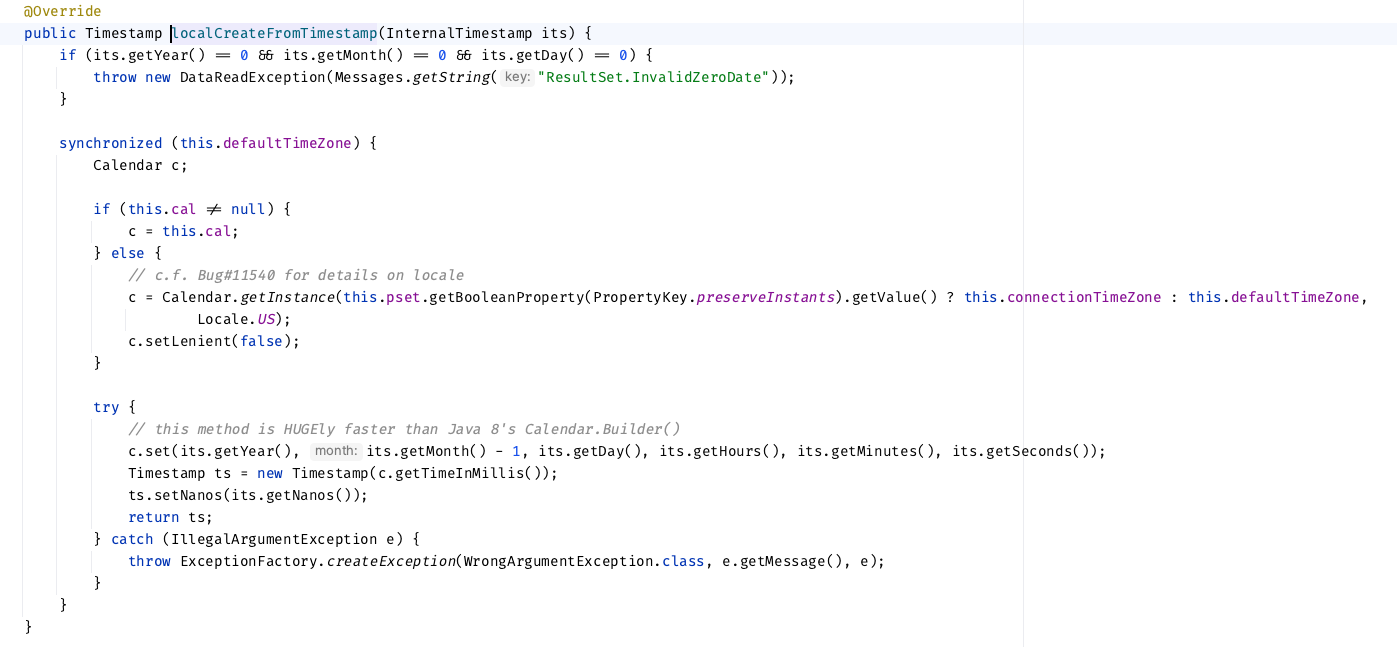 @Override
public Timestamp localCreateFromTimestamp(InternalTimestamp its) {
    if (its.getYear() == 0 && its.getMonth() == 0 && its.getDay() == 0) {
        throw new DataReadException(Messages.getString( key: "ResultSet.InvalidZeroDate"));
    }

    synchronized (this.defaultTimeZone) {
        Calendar c;

        if (this.cal != null) {
            c = this.cal;
        } else {
            // c.f. Bug#11540 for details on locale
            c = Calendar.getInstance(this.pset.getBooleanProperty(PropertyKey.preserveInstants).getValue() ? this.connectionTimeZone : this.defaultTimeZone,
                    Locale.US);
            c.setLenient(false);
        }

        try {
            // this method is HUGEly faster than Java 8's Calendar.Builder()
            c.set(its.getYear(), month: its.getMonth() - 1, its.getDay(), its.getHours(), its.getMinutes(), its.getSeconds());
            Timestamp ts = new Timestamp(c.getTimeInMillis());
            ts.setNanos(its.getNanos());
            return ts;
        } catch (IllegalArgumentException e) {
            throw ExceptionFactory.createException(WrongArgumentException.class, e.getMessage(), e);
        }
    }
}